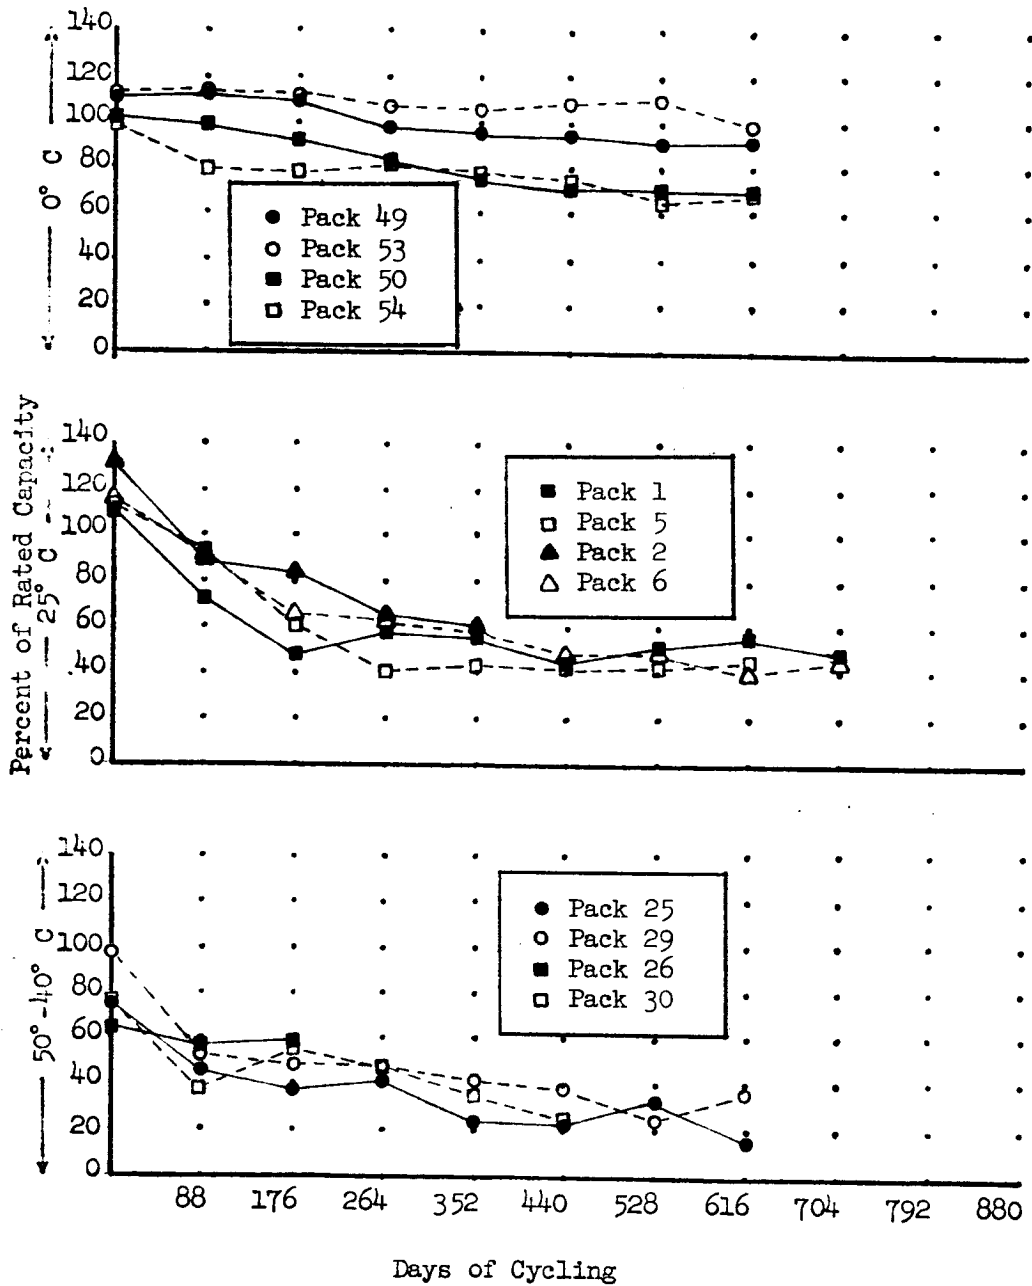 140
120
100
80
60
40
20
0
0° C
Pack 49
Pack 53
Pack 50
Pack 54
Percent of Rated Capacity
140
120
100
80
60
40
20
0
25° C
Pack 1
Pack 5
Pack 2
Pack 6
140
120
100
80
60
40
20
0
50°-40° C
Pack 25
Pack 29
Pack 26
Pack 30
88 176 264 352 440 528 616 704 792 880
Days of Cycling